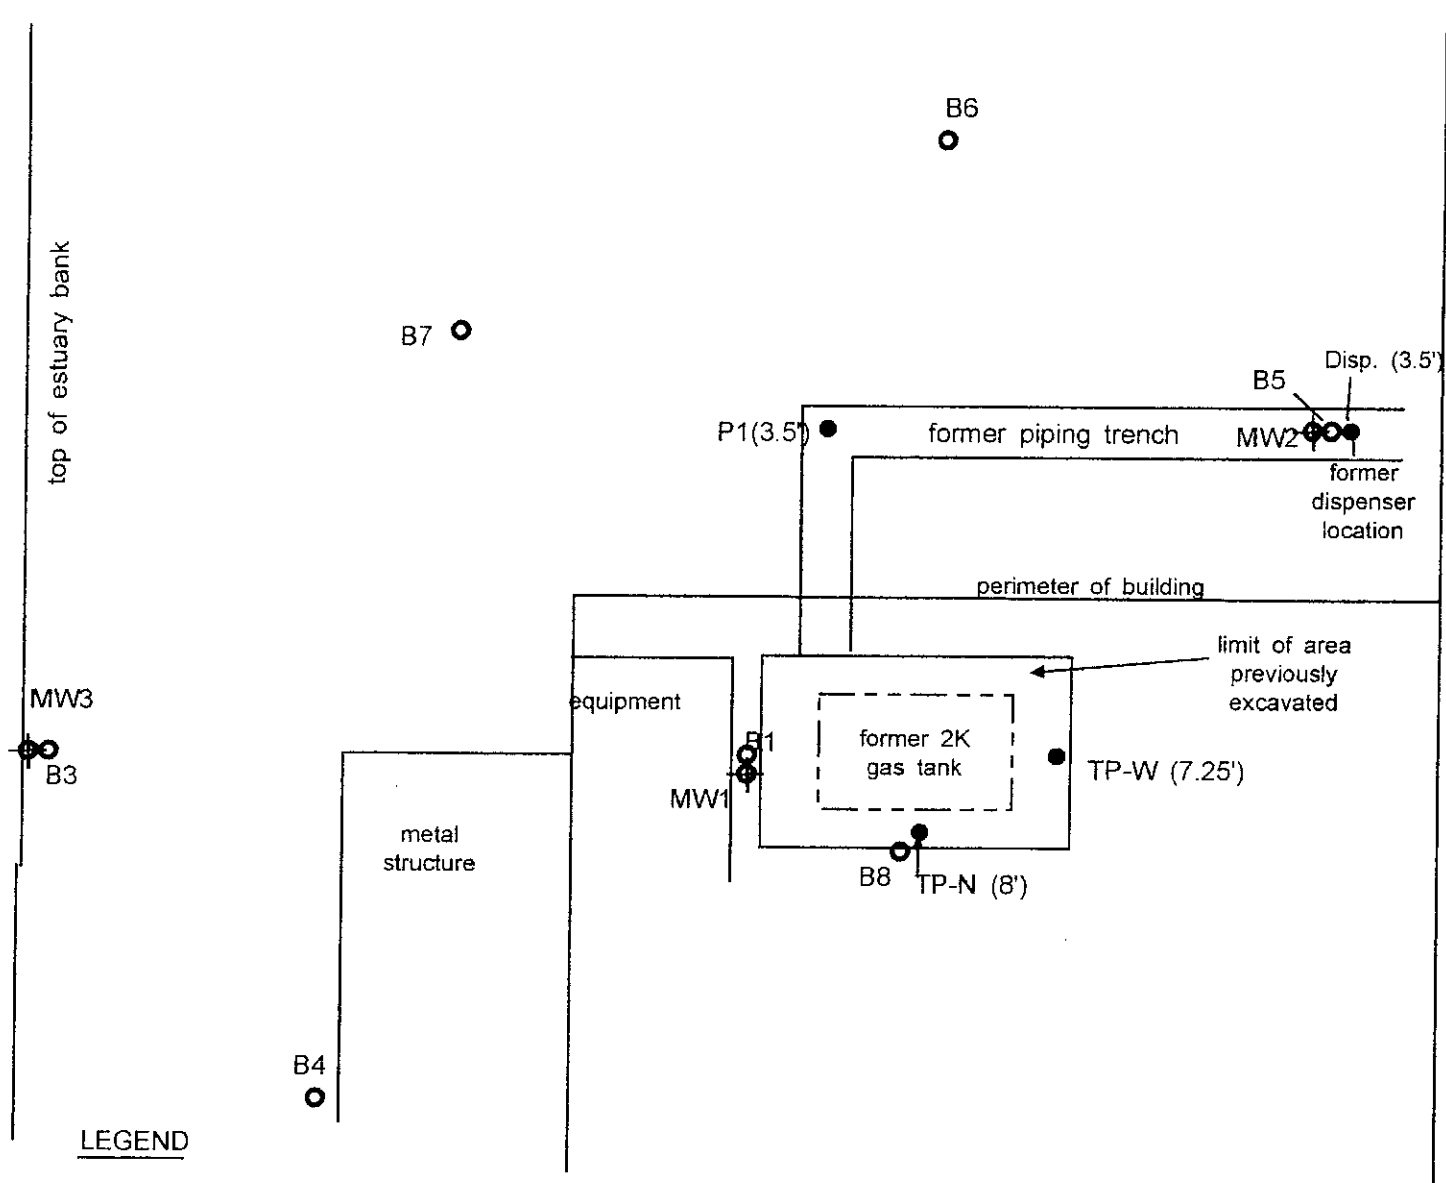 B6
top of estuary bank
B7
Disp. (3.5')
B5
P1(3.5')
former piping trench
MW2
former
dispenser
location
perimeter of building
limit of area
previously
excavated
MW3
equipment
B1
former 2K
gas tank
B3
TP-W (7.25')
MW1
metal
structure
B8
TP-N (8')
B4
LEGEND